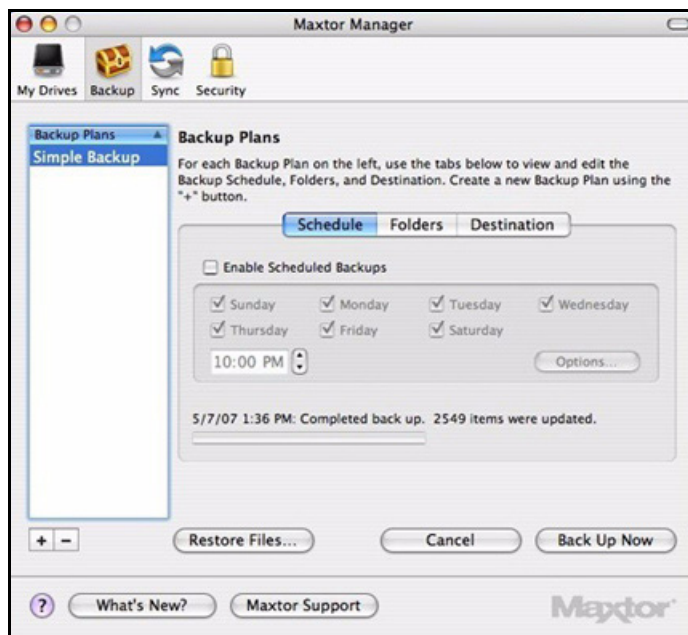 Maxtor Manager
My Drives Backup Sync Security
Backup Plans
Simple Backup
Backup Plans
For each Backup Plan on the left, use the tabs below to view and edit the
Backup Schedule, Folders, and Destination. Create a new Backup Plan using the
"+" button.
Schedule Folders Destination
Enable Scheduled Backups
Sunday Monday Tuesday Wednesday
Thursday Friday Saturday
10:00 PM Options...
5/7/07 1:36 PM: Completed back up. 2549 items were updated.
+ − Restore Files... Cancel Back Up Now
? What's New? Maxtor Support Maxtor